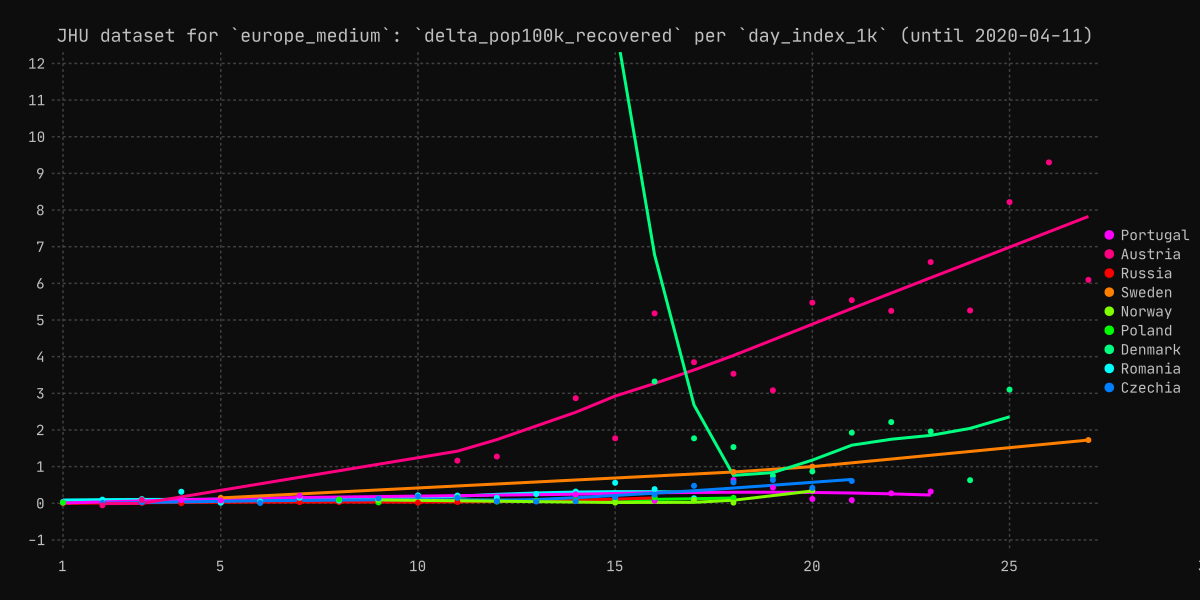 JHU dataset for `europe_medium`: `delta_pop100k_recovered` per `day_index_1k` (until 2020-04-11)
12
11
10
9
8
7
6
5
4
3
2
1
0
-1
1 5 10 15 20 25
Portugal
Austria
Russia
Sweden
Norway
Poland
Denmark
Romania
Czechia